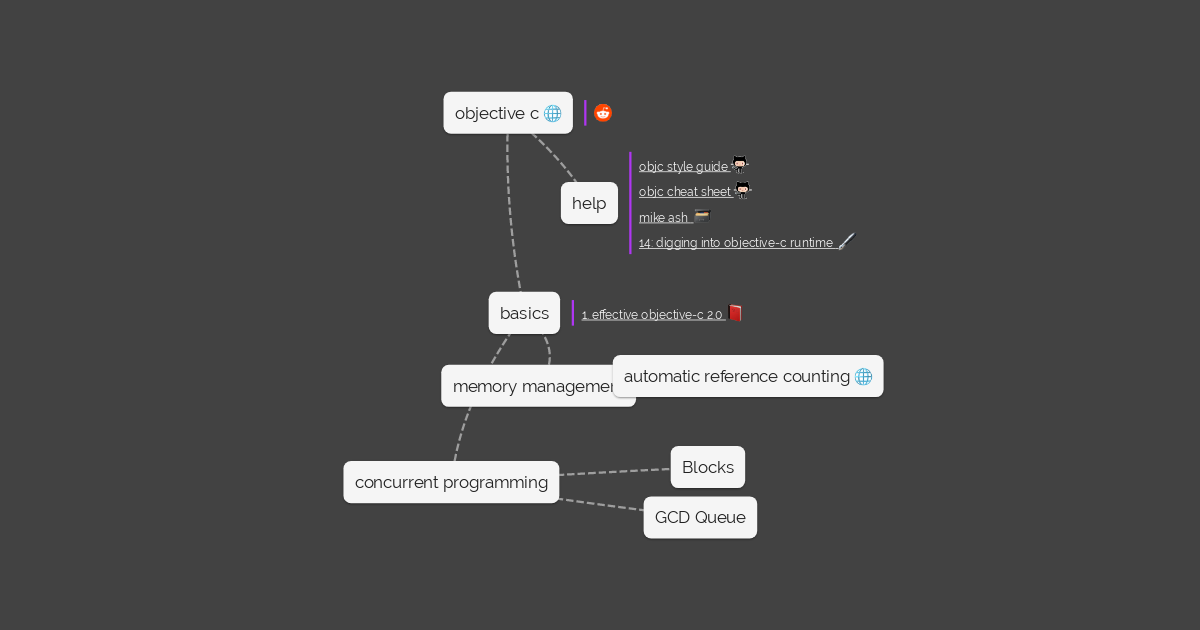 objective c
objc style guide
objc cheat sheet
help
mike ash
14: digging into objective-c runtime
basics
1. effective objective-c 2.0
memory managemen
automatic reference counting
concurrent programming
Blocks
GCD Queue